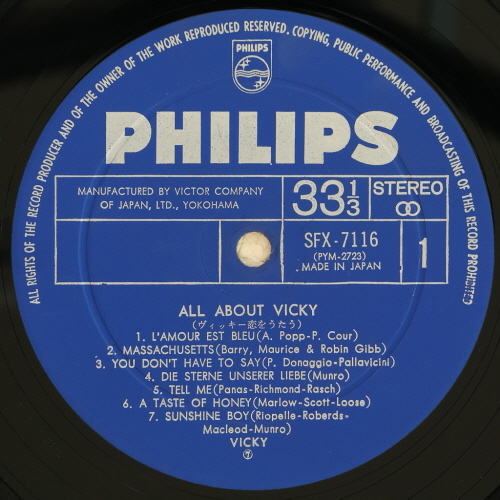 ALL RIGHTS OF THE RECORD PRODUCER AND OF THE OWNER OF THE WORK REPRODUCED RESERVED. COPYING, PUBLIC PERFORMANCE AND BROADCASTING OF THIS RECORD PROHIBITED
PHILIPS
PHILIPS
MANUFACTURED BY VICTOR COMPANY
OF JAPAN, LTD., YOKOHAMA
33 1/3
STEREO
SFX-7116
(PYM-2723)
MADE IN JAPAN
1
ALL ABOUT VICKY
(ヴィッキー恋をうたう)
1. L'AMOUR EST BLEU(A. Popp-P. Cour)
2. MASSACHUSETTS(Barry, Maurice & Robin Gibb)
3. YOU DON'T HAVE TO SAY(P. Donaggio-Pallavicini)
4. DIE STERNE UNSERER LIEBE(Munro)
5. TELL ME(Panas-Richmond-Rasch)
6. A TASTE OF HONEY(Marlow-Scott-Loose)
7. SUNSHINE BOY(Riopelle-Roberds-
Macleod-Munro)
VICKY
⑦